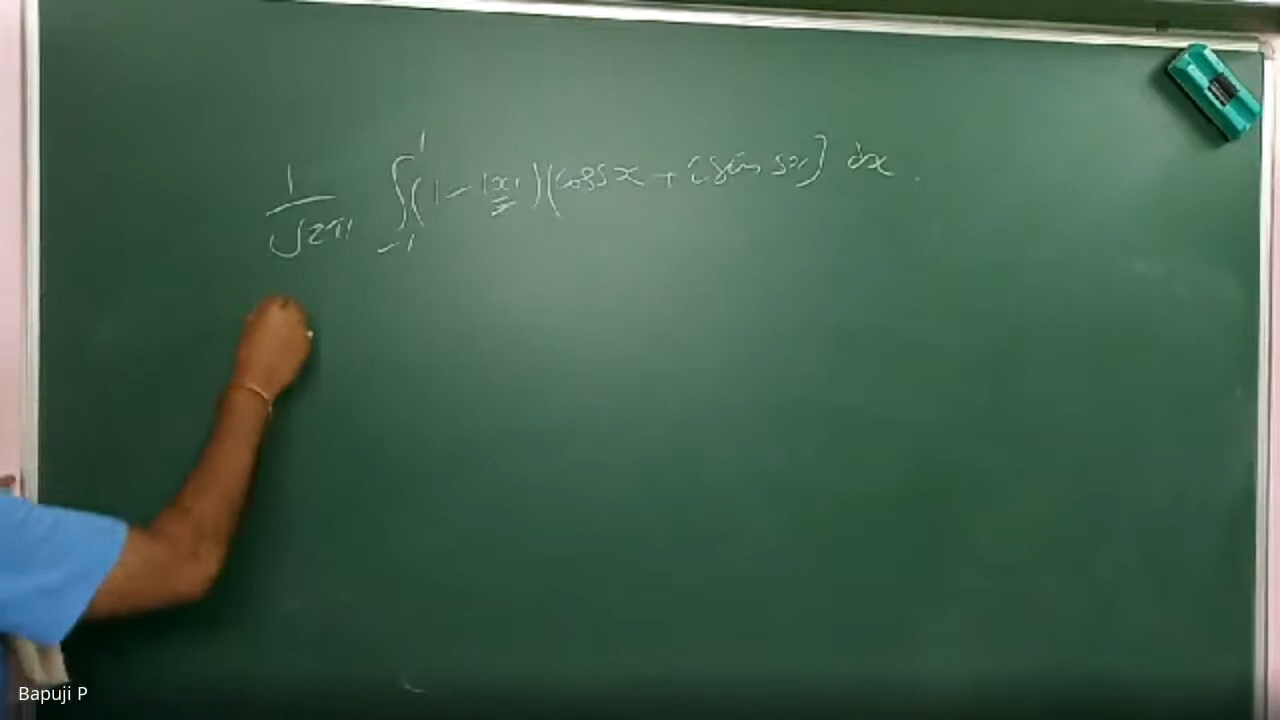 1/√2π ∫₋₁¹ (1 - |x|)(cos sx + i sin sx) dx.
Bapuji P